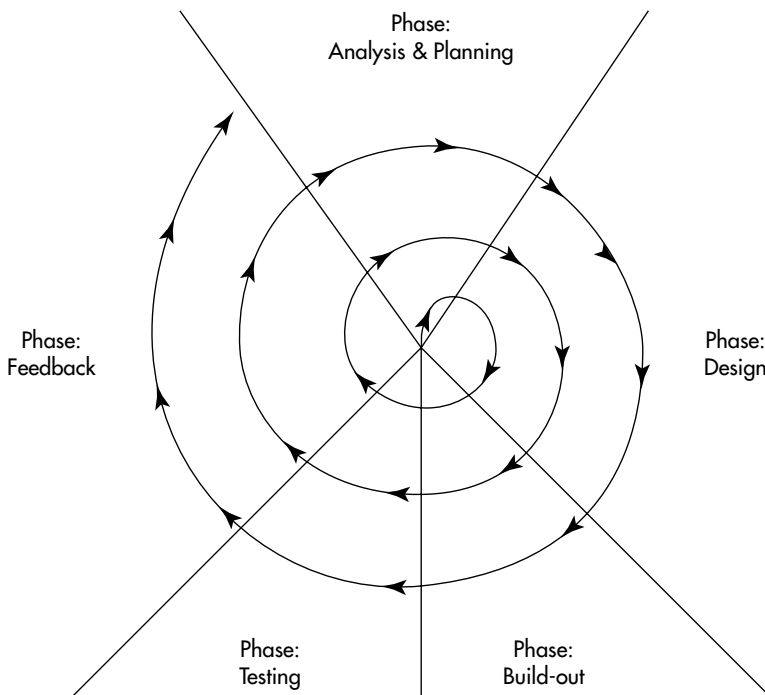 Phase:
Analysis & Planning
Phase:
Feedback
Phase:
Design
Phase:
Testing
Phase:
Build-out